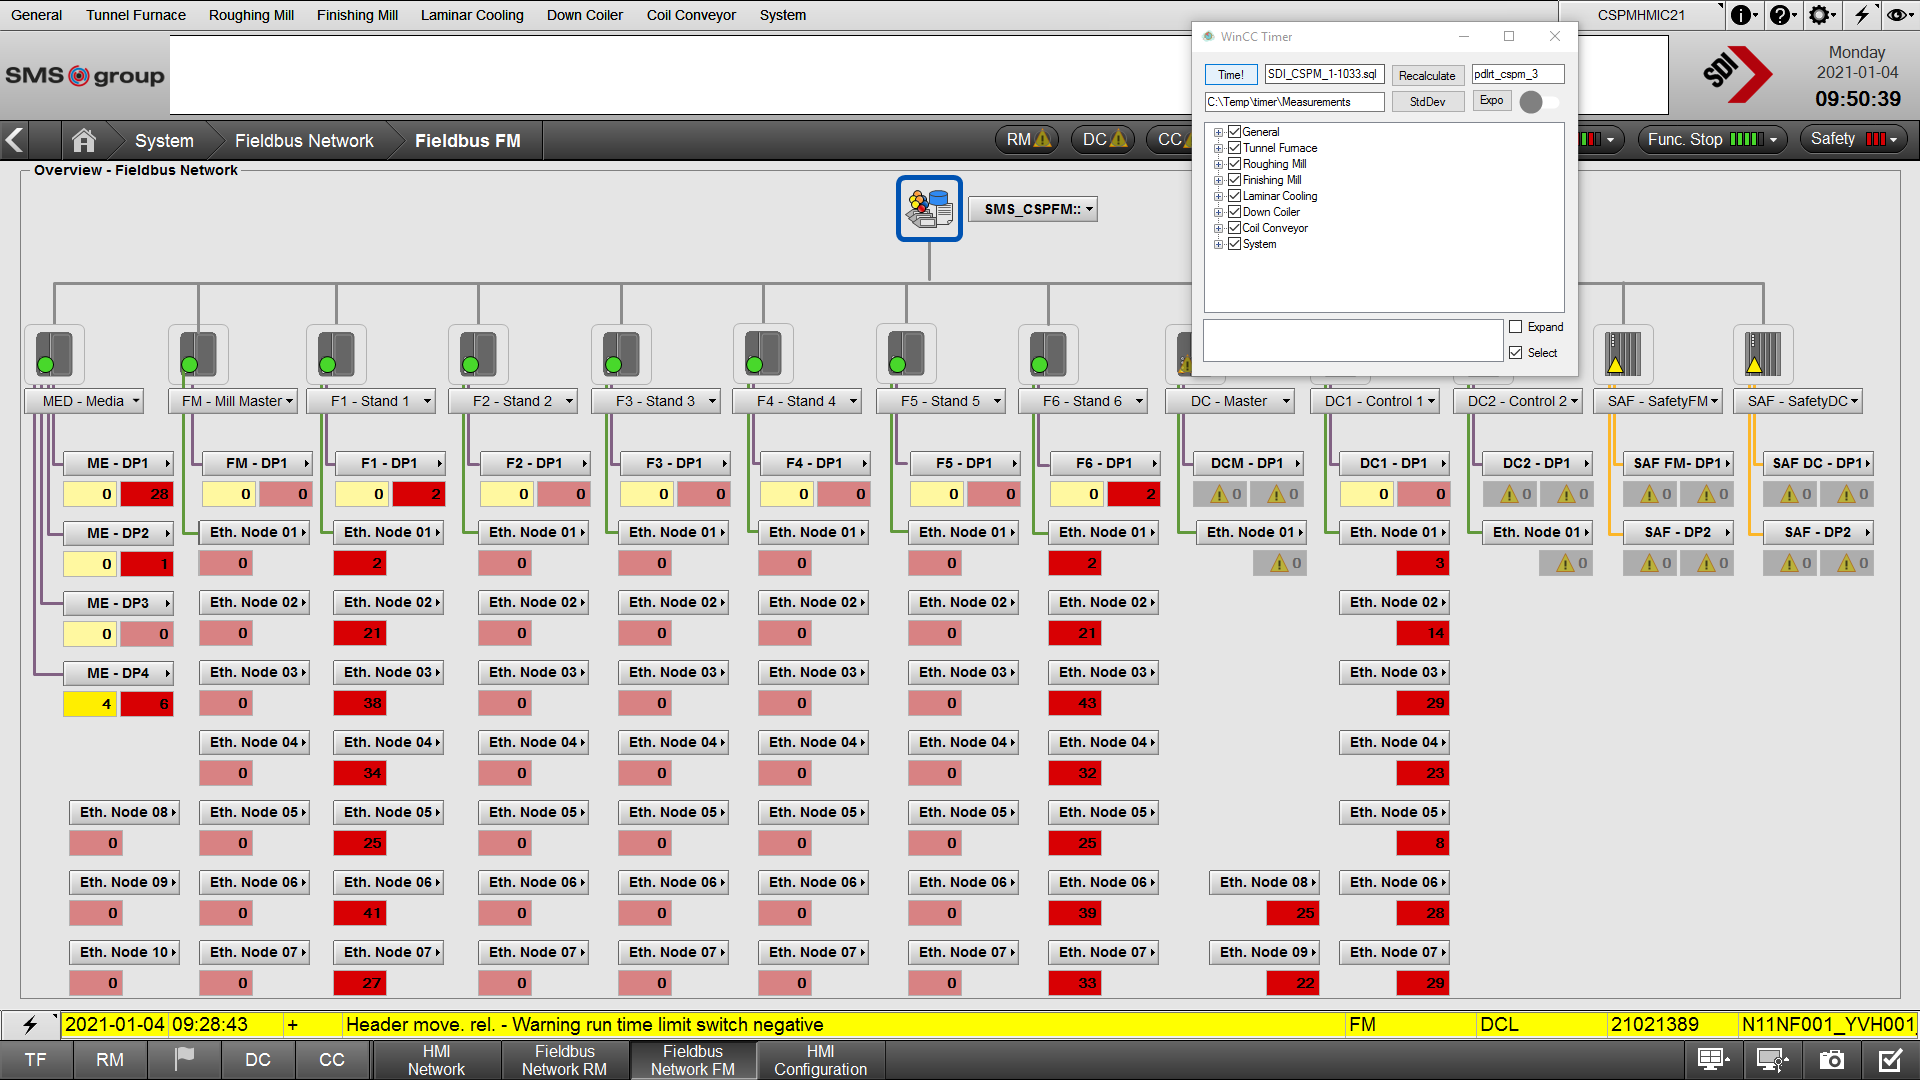 General Tunnel Furnace Roughing Mill Finishing Mill Laminar Cooling Down Coiler Coil Conveyor System CSPMHMIC21
SMS group
SDI
Monday
2021-01-04
09:50:39
WinCC Timer
Time! SDI_CSPM_1-1033.sql Recalculate pdlrt_cspm_3
C:\Temp\timer\Measurements StdDev Expo
General
Tunnel Furnace
Roughing Mill
Finishing Mill
Laminar Cooling
Down Coiler
Coil Conveyor
System
Expand
Select
System Fieldbus Network Fieldbus FM RM DC CC Func. Stop Safety
Overview - Fieldbus Network
SMS_CSPFM::
MED - Media FM - Mill Master F1 - Stand 1 F2 - Stand 2 F3 - Stand 3 F4 - Stand 4 F5 - Stand 5 F6 - Stand 6 DC - Master DC1 - Control 1 DC2 - Control 2 SAF - SafetyFM SAF - SafetyDC
ME - DP1 FM - DP1 F1 - DP1 F2 - DP1 F3 - DP1 F4 - DP1 F5 - DP1 F6 - DP1 DCM - DP1 DC1 - DP1 DC2 - DP1 SAF FM- DP1 SAF DC - DP1
0 28 0 0 0 2 0 0 0 0 0 0 0 0 0 2 0 0 0 0 0 0 0 0 0 0
ME - DP2 Eth. Node 01 Eth. Node 01 Eth. Node 01 Eth. Node 01 Eth. Node 01 Eth. Node 01 Eth. Node 01 Eth. Node 01 Eth. Node 01 Eth. Node 01 SAF - DP2 SAF - DP2
0 1 0 2 0 0 0 0 2 0 3 0 0 0 0 0
ME - DP3 Eth. Node 02 Eth. Node 02 Eth. Node 02 Eth. Node 02 Eth. Node 02 Eth. Node 02 Eth. Node 02 Eth. Node 02
0 0 0 21 0 0 0 0 21 14
ME - DP4 Eth. Node 03 Eth. Node 03 Eth. Node 03 Eth. Node 03 Eth. Node 03 Eth. Node 03 Eth. Node 03 Eth. Node 03
4 6 0 38 0 0 0 0 43 29
Eth. Node 04 Eth. Node 04 Eth. Node 04 Eth. Node 04 Eth. Node 04 Eth. Node 04 Eth. Node 04 Eth. Node 04
0 34 0 0 0 0 32 23
Eth. Node 08 Eth. Node 05 Eth. Node 05 Eth. Node 05 Eth. Node 05 Eth. Node 05 Eth. Node 05 Eth. Node 05 Eth. Node 05
0 0 25 0 0 0 0 25 8
Eth. Node 09 Eth. Node 06 Eth. Node 06 Eth. Node 06 Eth. Node 06 Eth. Node 06 Eth. Node 06 Eth. Node 06 Eth. Node 08 Eth. Node 06
0 0 41 0 0 0 0 39 25 28
Eth. Node 10 Eth. Node 07 Eth. Node 07 Eth. Node 07 Eth. Node 07 Eth. Node 07 Eth. Node 07 Eth. Node 07 Eth. Node 09 Eth. Node 07
0 0 27 0 0 0 0 33 22 29
2021-01-04 09:28:43 + Header move. rel. - Warning run time limit switch negative FM DCL 21021389 N11NF001_YVH001_
TF RM DC CC HMI Network Fieldbus Network RM Fieldbus Network FM HMI Configuration